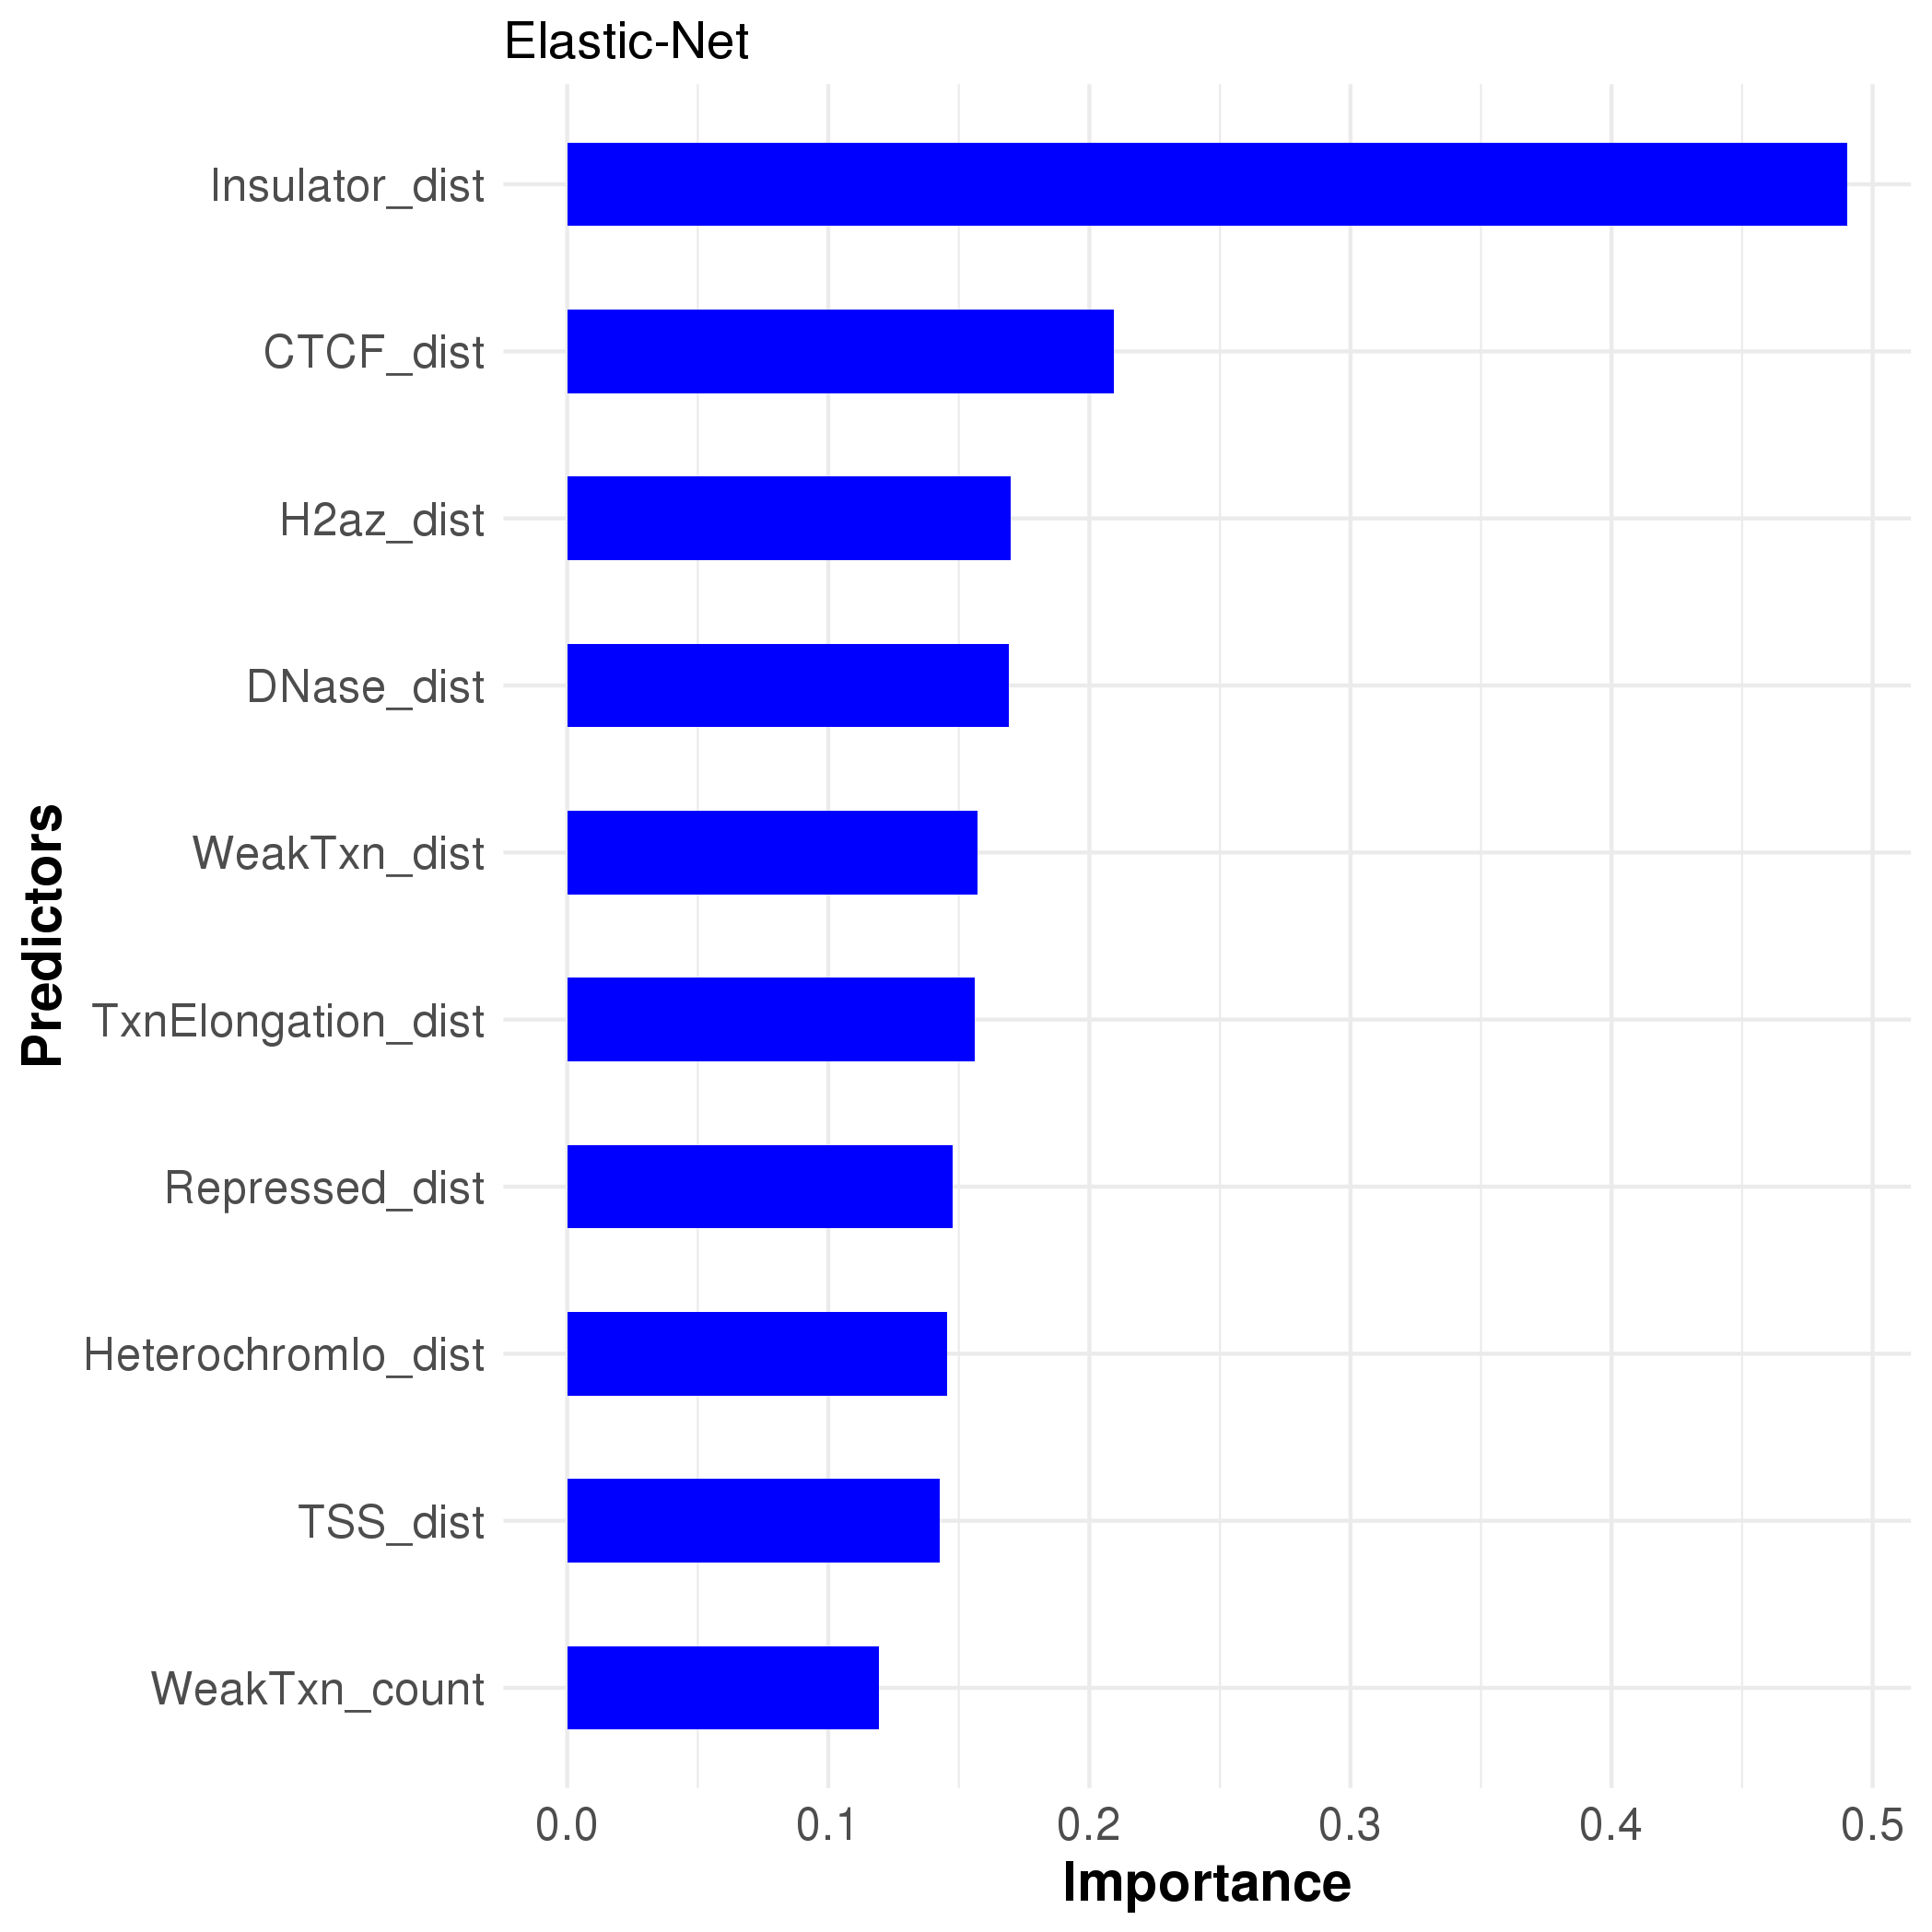 Elastic-Net
Predictors
Insulator_dist
CTCF_dist
H2az_dist
DNase_dist
WeakTxn_dist
TxnElongation_dist
Repressed_dist
Heterochromlo_dist
TSS_dist
WeakTxn_count
0.0 0.1 0.2 0.3 0.4 0.5
Importance